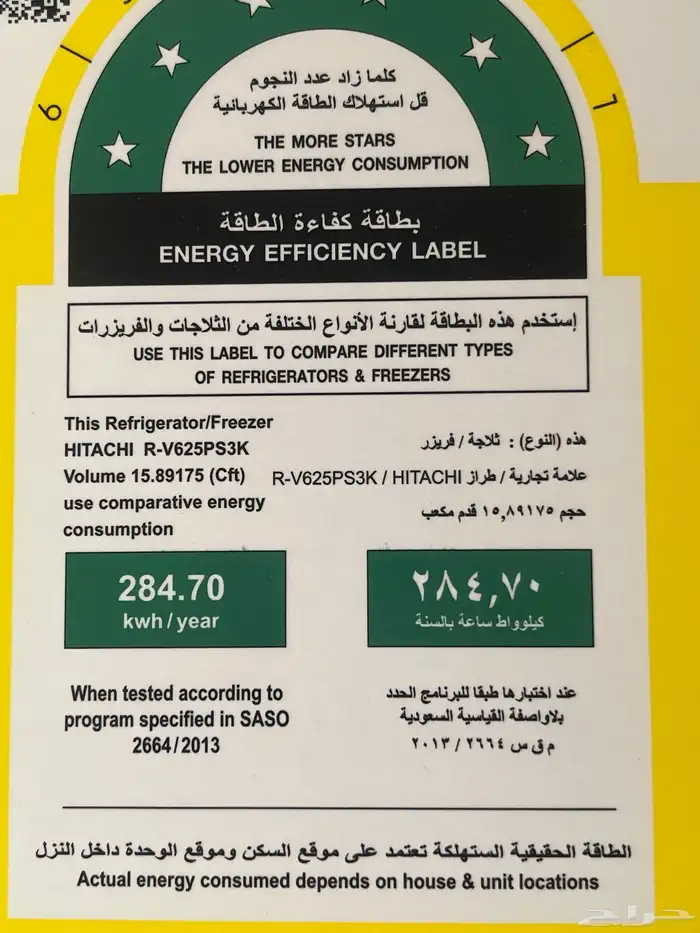 كلما زاد عدد النجوم
قل استهلاك الطاقة الكهربائية
THE MORE STARS
THE LOWER ENERGY CONSUMPTION
بطاقة كفاءة الطاقة
ENERGY EFFICIENCY LABEL
إستخدم هذه البطاقة لقارنة الأنواع الختلفة من الثلاجات والفريزرات
USE THIS LABEL TO COMPARE DIFFERENT TYPES
OF REFRIGERATORS & FREEZERS
This Refrigerator/Freezer
HITACHI R-V625PS3K
Volume 15.89175 (Cft)
use comparative energy
consumption
هذه (النوع) : ثلاجة / فريزر
علامة تجارية / طراز R-V625PS3K / HITACHI
حجم ١٥,٨٩١٧٥ قدم مكعب
284.70
kwh/year
٢٨٤,٧٠
كيلوواط ساعة بالسنة
When tested according to
program specified in SASO
2664/2013
عند اختبارها طبقا للبرنامج الحدد
بلاواصفة القياسية السعودية
م ق س ٢٦٦٤ / ٢٠١٣
الطاقة الحقيقية الستهلكة تعتمد على موقع السكن وموقع الوحدة داخل النزل
Actual energy consumed depends on house & unit locations
حراج